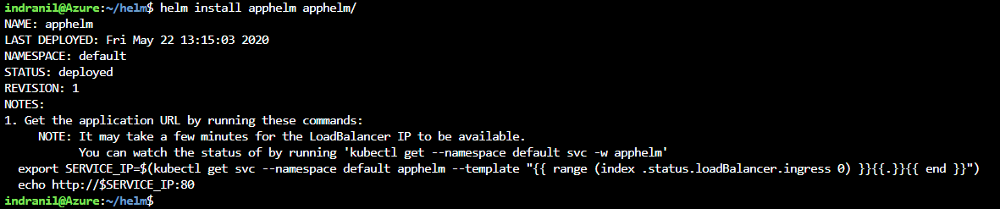 indranil@Azure:~/helm$ helm install apphelm apphelm/
NAME: apphelm
LAST DEPLOYED: Fri May 22 13:15:03 2020
NAMESPACE: default
STATUS: deployed
REVISION: 1
NOTES:
1. Get the application URL by running these commands:
     NOTE: It may take a few minutes for the LoadBalancer IP to be available.
           You can watch the status of by running 'kubectl get --namespace default svc -w apphelm'
  export SERVICE_IP=$(kubectl get svc --namespace default apphelm --template "{{ range (index .status.loadBalancer.ingress 0) }}{{.}}{{ end }}")
  echo http://$SERVICE_IP:80
indranil@Azure:~/helm$